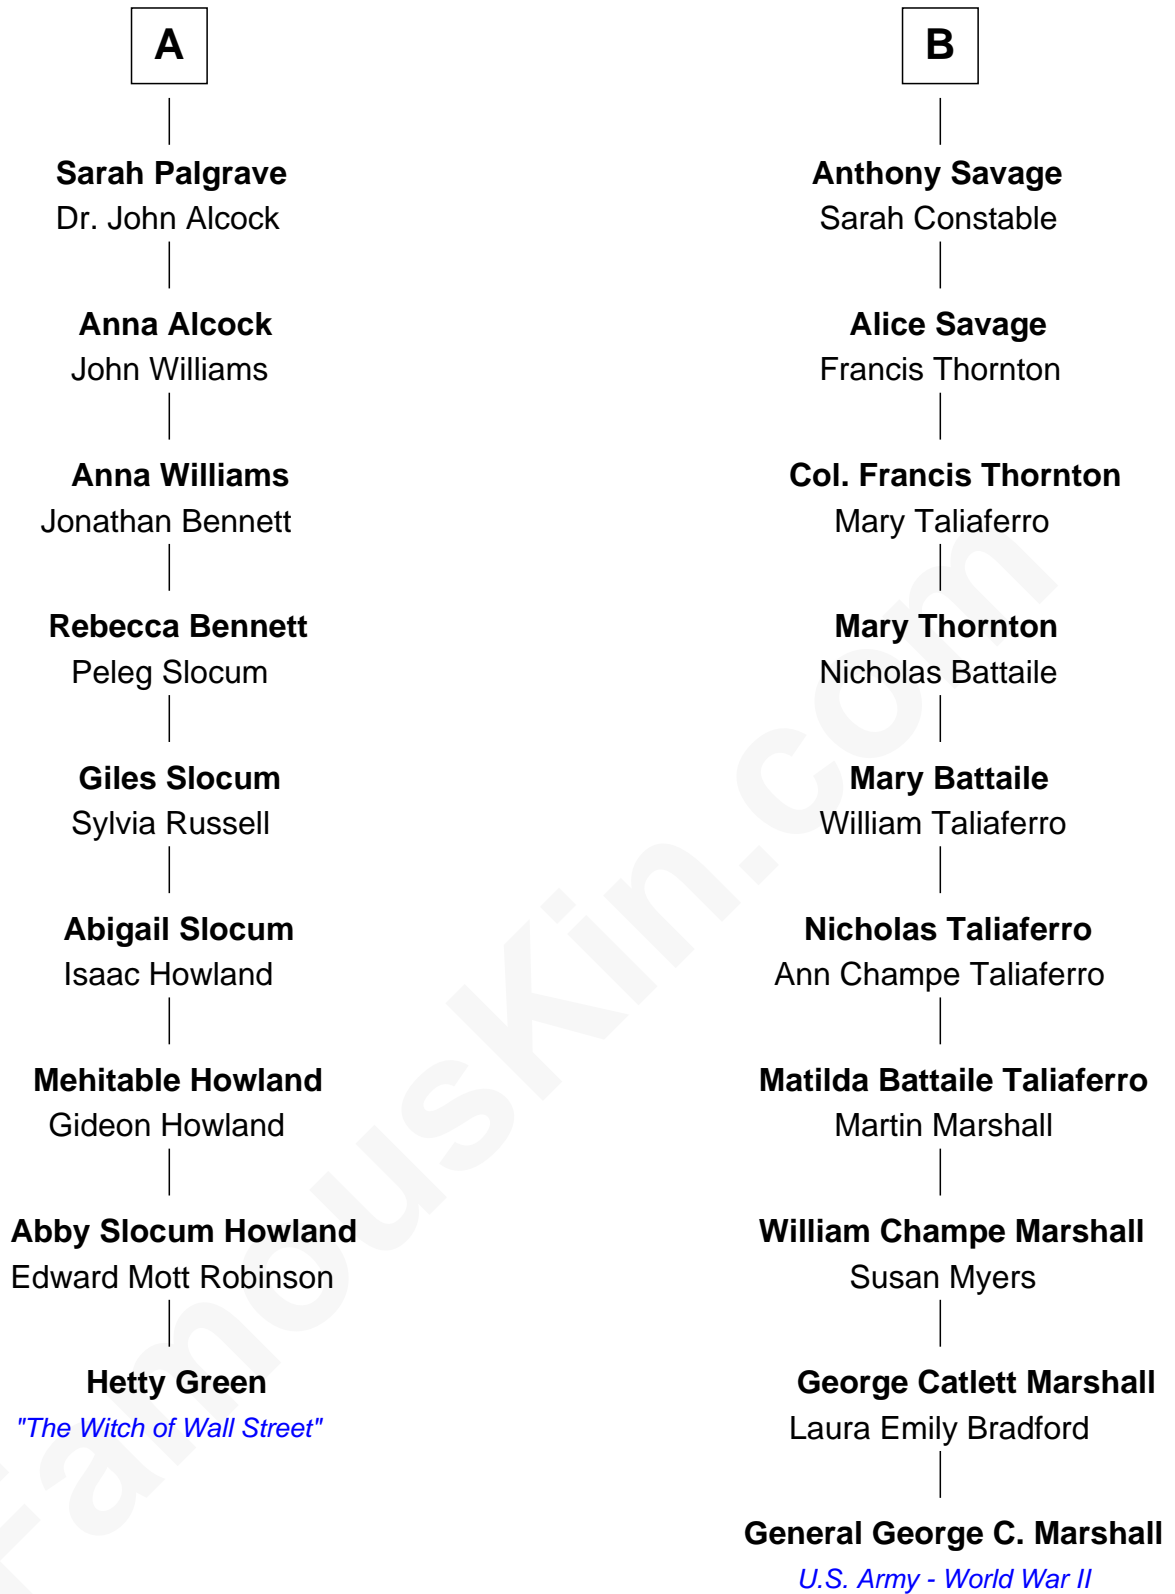 A
Sarah Palgrave
Dr. John Alcock
Anna Alcock
John Williams
Anna Williams
Jonathan Bennett
Rebecca Bennett
Peleg Slocum
Giles Slocum
Sylvia Russell
Abigail Slocum
Isaac Howland
Mehitable Howland
Gideon Howland
Abby Slocum Howland
Edward Mott Robinson
Hetty Green
"The Witch of Wall Street"
B
Anthony Savage
Sarah Constable
Alice Savage
Francis Thornton
Col. Francis Thornton
Mary Taliaferro
Mary Thornton
Nicholas Battaile
Mary Battaile
William Taliaferro
Nicholas Taliaferro
Ann Champe Taliaferro
Matilda Battaile Taliaferro
Martin Marshall
William Champe Marshall
Susan Myers
George Catlett Marshall
Laura Emily Bradford
General George C. Marshall
U.S. Army - World War II
FamousKin.com